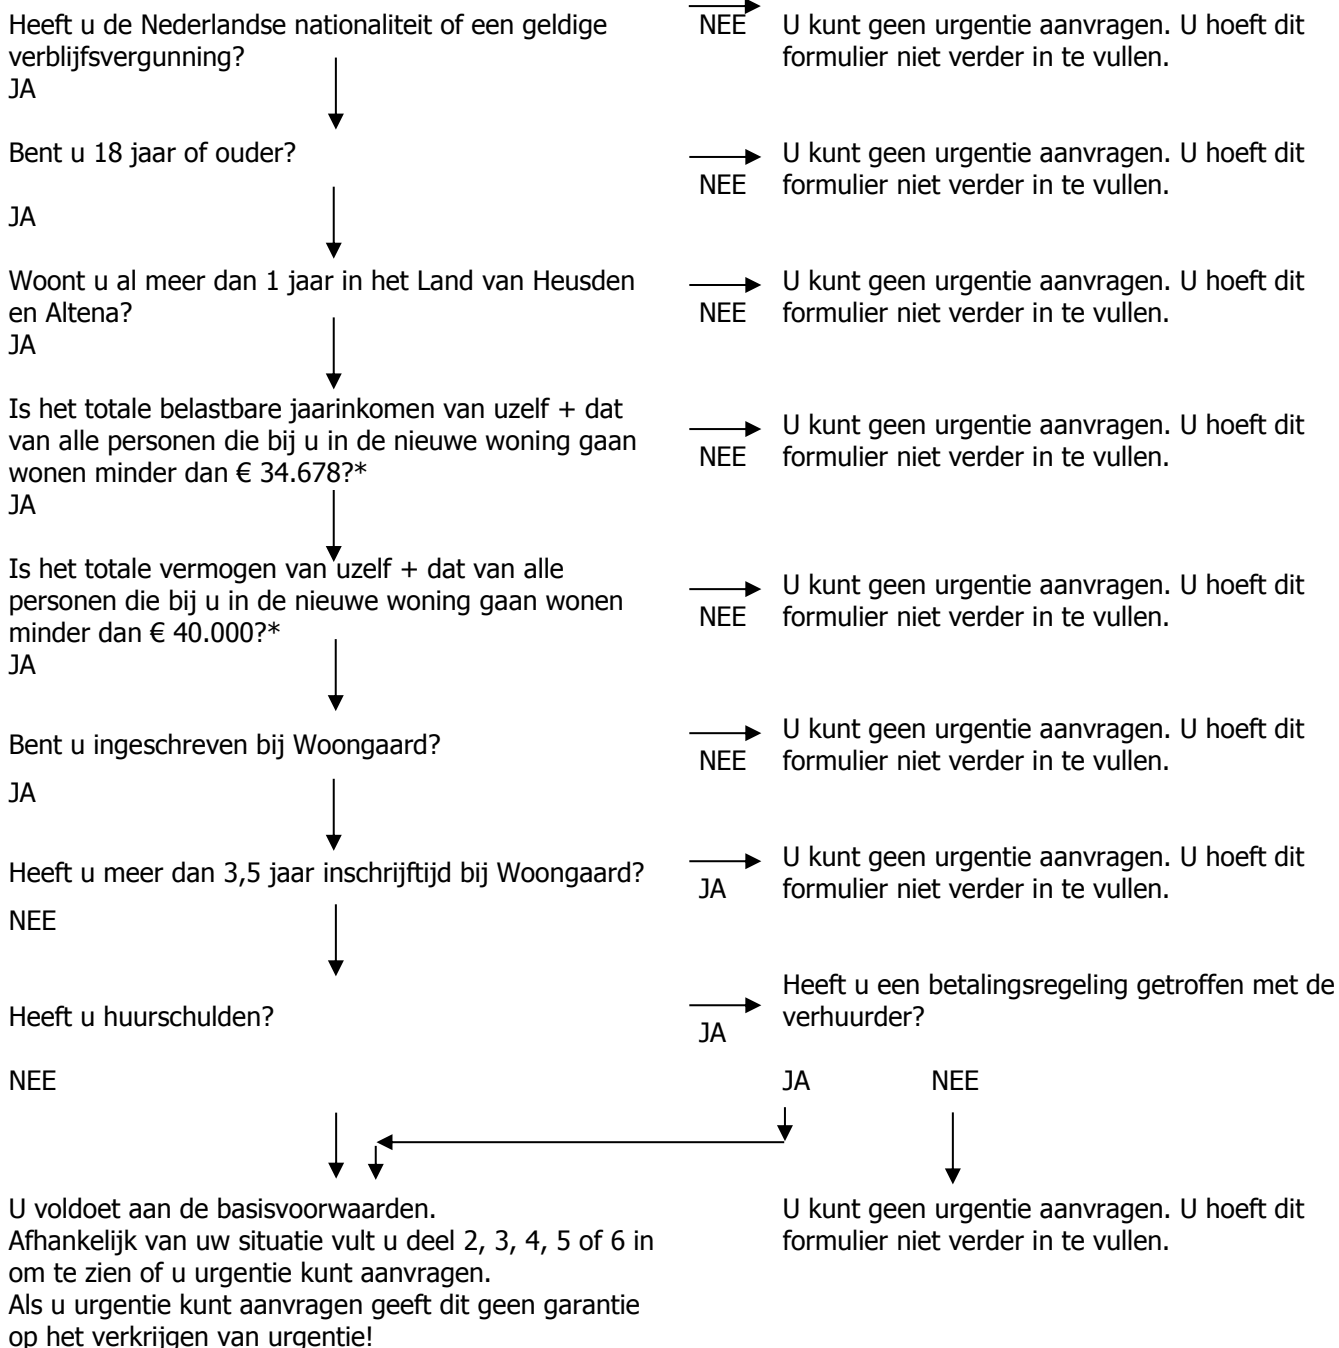 Heeft u de Nederlandse nationaliteit of een geldige
verblijfsvergunning?
JA
NEE
U kunt geen urgentie aanvragen. U hoeft dit
formulier niet verder in te vullen.
Bent u 18 jaar of ouder?
JA
NEE
U kunt geen urgentie aanvragen. U hoeft dit
formulier niet verder in te vullen.
Woont u al meer dan 1 jaar in het Land van Heusden
en Altena?
JA
NEE
U kunt geen urgentie aanvragen. U hoeft dit
formulier niet verder in te vullen.
Is het totale belastbare jaarinkomen van uzelf + dat
van alle personen die bij u in de nieuwe woning gaan
wonen minder dan € 34.678?*
JA
NEE
U kunt geen urgentie aanvragen. U hoeft dit
formulier niet verder in te vullen.
Is het totale vermogen van uzelf + dat van alle
personen die bij u in de nieuwe woning gaan wonen
minder dan € 40.000?*
JA
NEE
U kunt geen urgentie aanvragen. U hoeft dit
formulier niet verder in te vullen.
Bent u ingeschreven bij Woongaard?
JA
NEE
U kunt geen urgentie aanvragen. U hoeft dit
formulier niet verder in te vullen.
Heeft u meer dan 3,5 jaar inschrijftijd bij Woongaard?
NEE
JA
U kunt geen urgentie aanvragen. U hoeft dit
formulier niet verder in te vullen.
Heeft u huurschulden?
NEE
JA
Heeft u een betalingsregeling getroffen met de
verhuurder?
JA NEE
U voldoet aan de basisvoorwaarden.
Afhankelijk van uw situatie vult u deel 2, 3, 4, 5 of 6 in
om te zien of u urgentie kunt aanvragen.
Als u urgentie kunt aanvragen geeft dit geen garantie
op het verkrijgen van urgentie!
U kunt geen urgentie aanvragen. U hoeft dit
formulier niet verder in te vullen.